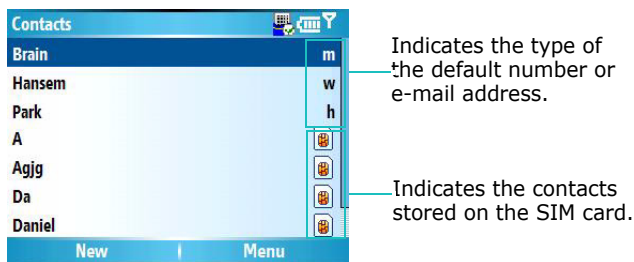 Contacts
Brain m
Hansem w
Park h
A
Agjg
Da
Daniel
New Menu
Indicates the type of
the default number or
e-mail address.
Indicates the contacts
stored on the SIM card.